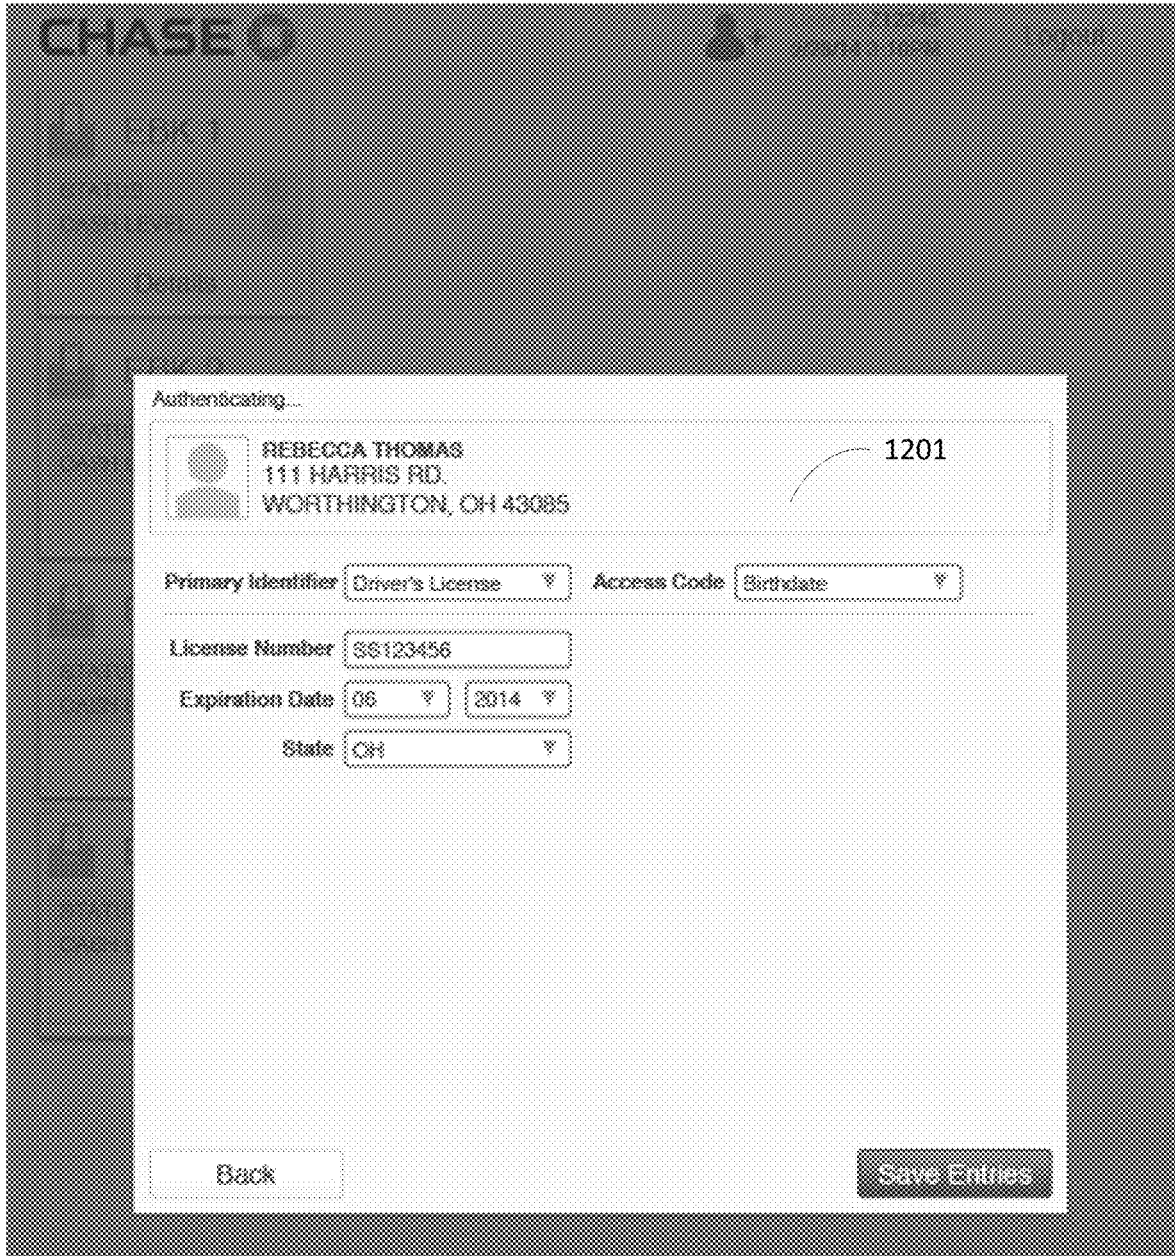 CHASE
Authenticating...
REBECCA THOMAS
1201
111 HARRIS RD.
WORTHINGTON, OH 43085
Primary Identifier Driver's License Access Code Birthdate
License Number SS123456
Expiration Date 06 2014
State OH
Back Save Entries